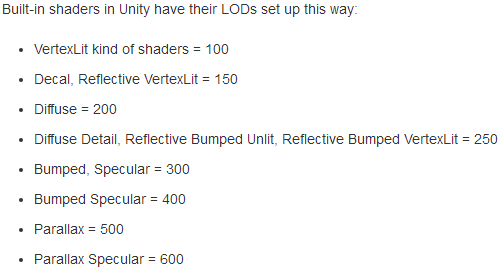 Built-in shaders in Unity have their LODs set up this way:
• VertexLit kind of shaders = 100
• Decal, Reflective VertexLit = 150
• Diffuse = 200
• Diffuse Detail, Reflective Bumped Unlit, Reflective Bumped VertexLit = 250
• Bumped, Specular = 300
• Bumped Specular = 400
• Parallax = 500
• Parallax Specular = 600